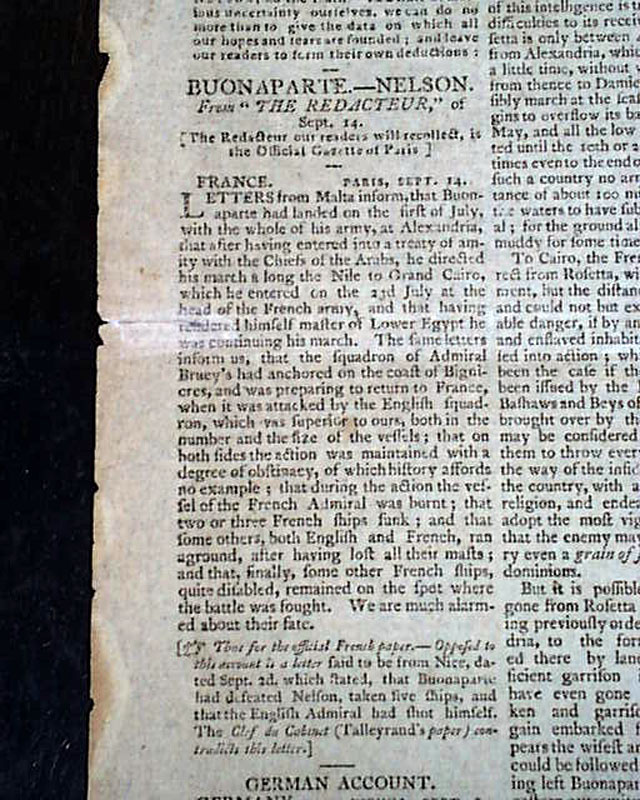 ious uncertainty ourselves, we can do no
more than to give the data on which all
our hopes and fears are founded ; and leave
our readers to form their own deductions :
BUONAPARTE.—NELSON.
From "THE REDACTEUR," of
Sept. 14.
[The Redacteur our readers will recollect, is
the Official Gazette of Paris ]
FRANCE. PARIS, SEPT. 14.
LETTERS from Malta inform, that Buon-
aparte had landed on the first of July,
with the whole of his army, at Alexandria,
that after having entered into a treaty of am-
ity with the Chiefs of the Arabs, he directed
his march a long the Nile to Grand Cairo,
which he entered on the 23d July at the
head of the French army, and that having
rendered himself master of Lower Egypt he
was continuing his march. The same letters
inform us, that the squadron of Admiral
Bruey's had anchored on the coast of Bigni-
cres, and was preparing to return to France,
when it was attacked by the English squad-
ron, which was superior to ours, both in the
number and the size of the vessels ; that on
both sides the action was maintained with a
degree of obstinacy, of which history affords
no example ; that during the action the ves-
sel of the French Admiral was burnt ; that
two or three French ships sunk ; and that
some others, both English and French, ran
aground, after having lost all their masts ;
and that, finally, some other French ships,
quite disabled, remained on the spot where
the battle was fought. We are much alarm-
ed about their fate.
[☞ Thus far the official French paper.— Opposed to
this account is a letter said to be from Nice, da-
ted Sept. 2d. which stated, that Buonaparte
had defeated Nelson, taken five ships, and
that the English Admiral had shot himself.
The Clef du Cabinet (Talleyrand's paper) con-
tradicts this letter.]
GERMAN ACCOUNT.
of this intelligence is
difficulties to its rece
setta is only between
from Alexandria, whic
a little time, without
from thence to Damie
sibly march at the sea
gins to overflow its ba
May, and all the low
ted until the 10th or
times even to the end o
such a country no ar
tance of about 100 m
the waters to have sub
al ; for the ground al
muddy for some time
To Cairo, the Fre
rect from Rosetta, wi
ment, but the distan
and could not but ex
able danger, if by an
and enslaved inhabit
led into action ; wh
been the case if th
been issued by the
Bashaws and Beys of
brought over by th
may be considered
them to throw ever
the way of the infid
the country, with a
religion, and ende
adopt the most vig
that the enemy may
ry even a grain of
dominions.
But it is possible
gone from Rosetta
ing previously orde
dria, to the for
ed there by lan
ficient garrison
have even gone
ken and garris
gain embarked
pears the wisest an
could be followed
ing left Buonapa